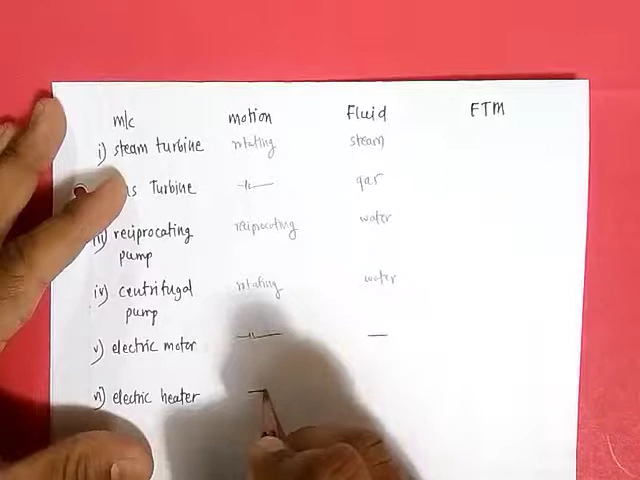 m/c motion Fluid FTM
i) steam turbine rotating steam
Turbine -〃- gas
iii) reciprocating reciprocating water
pump
iv) centrifugal rotating water
pump
v) electric motor -〃- —
vi) electric heater —